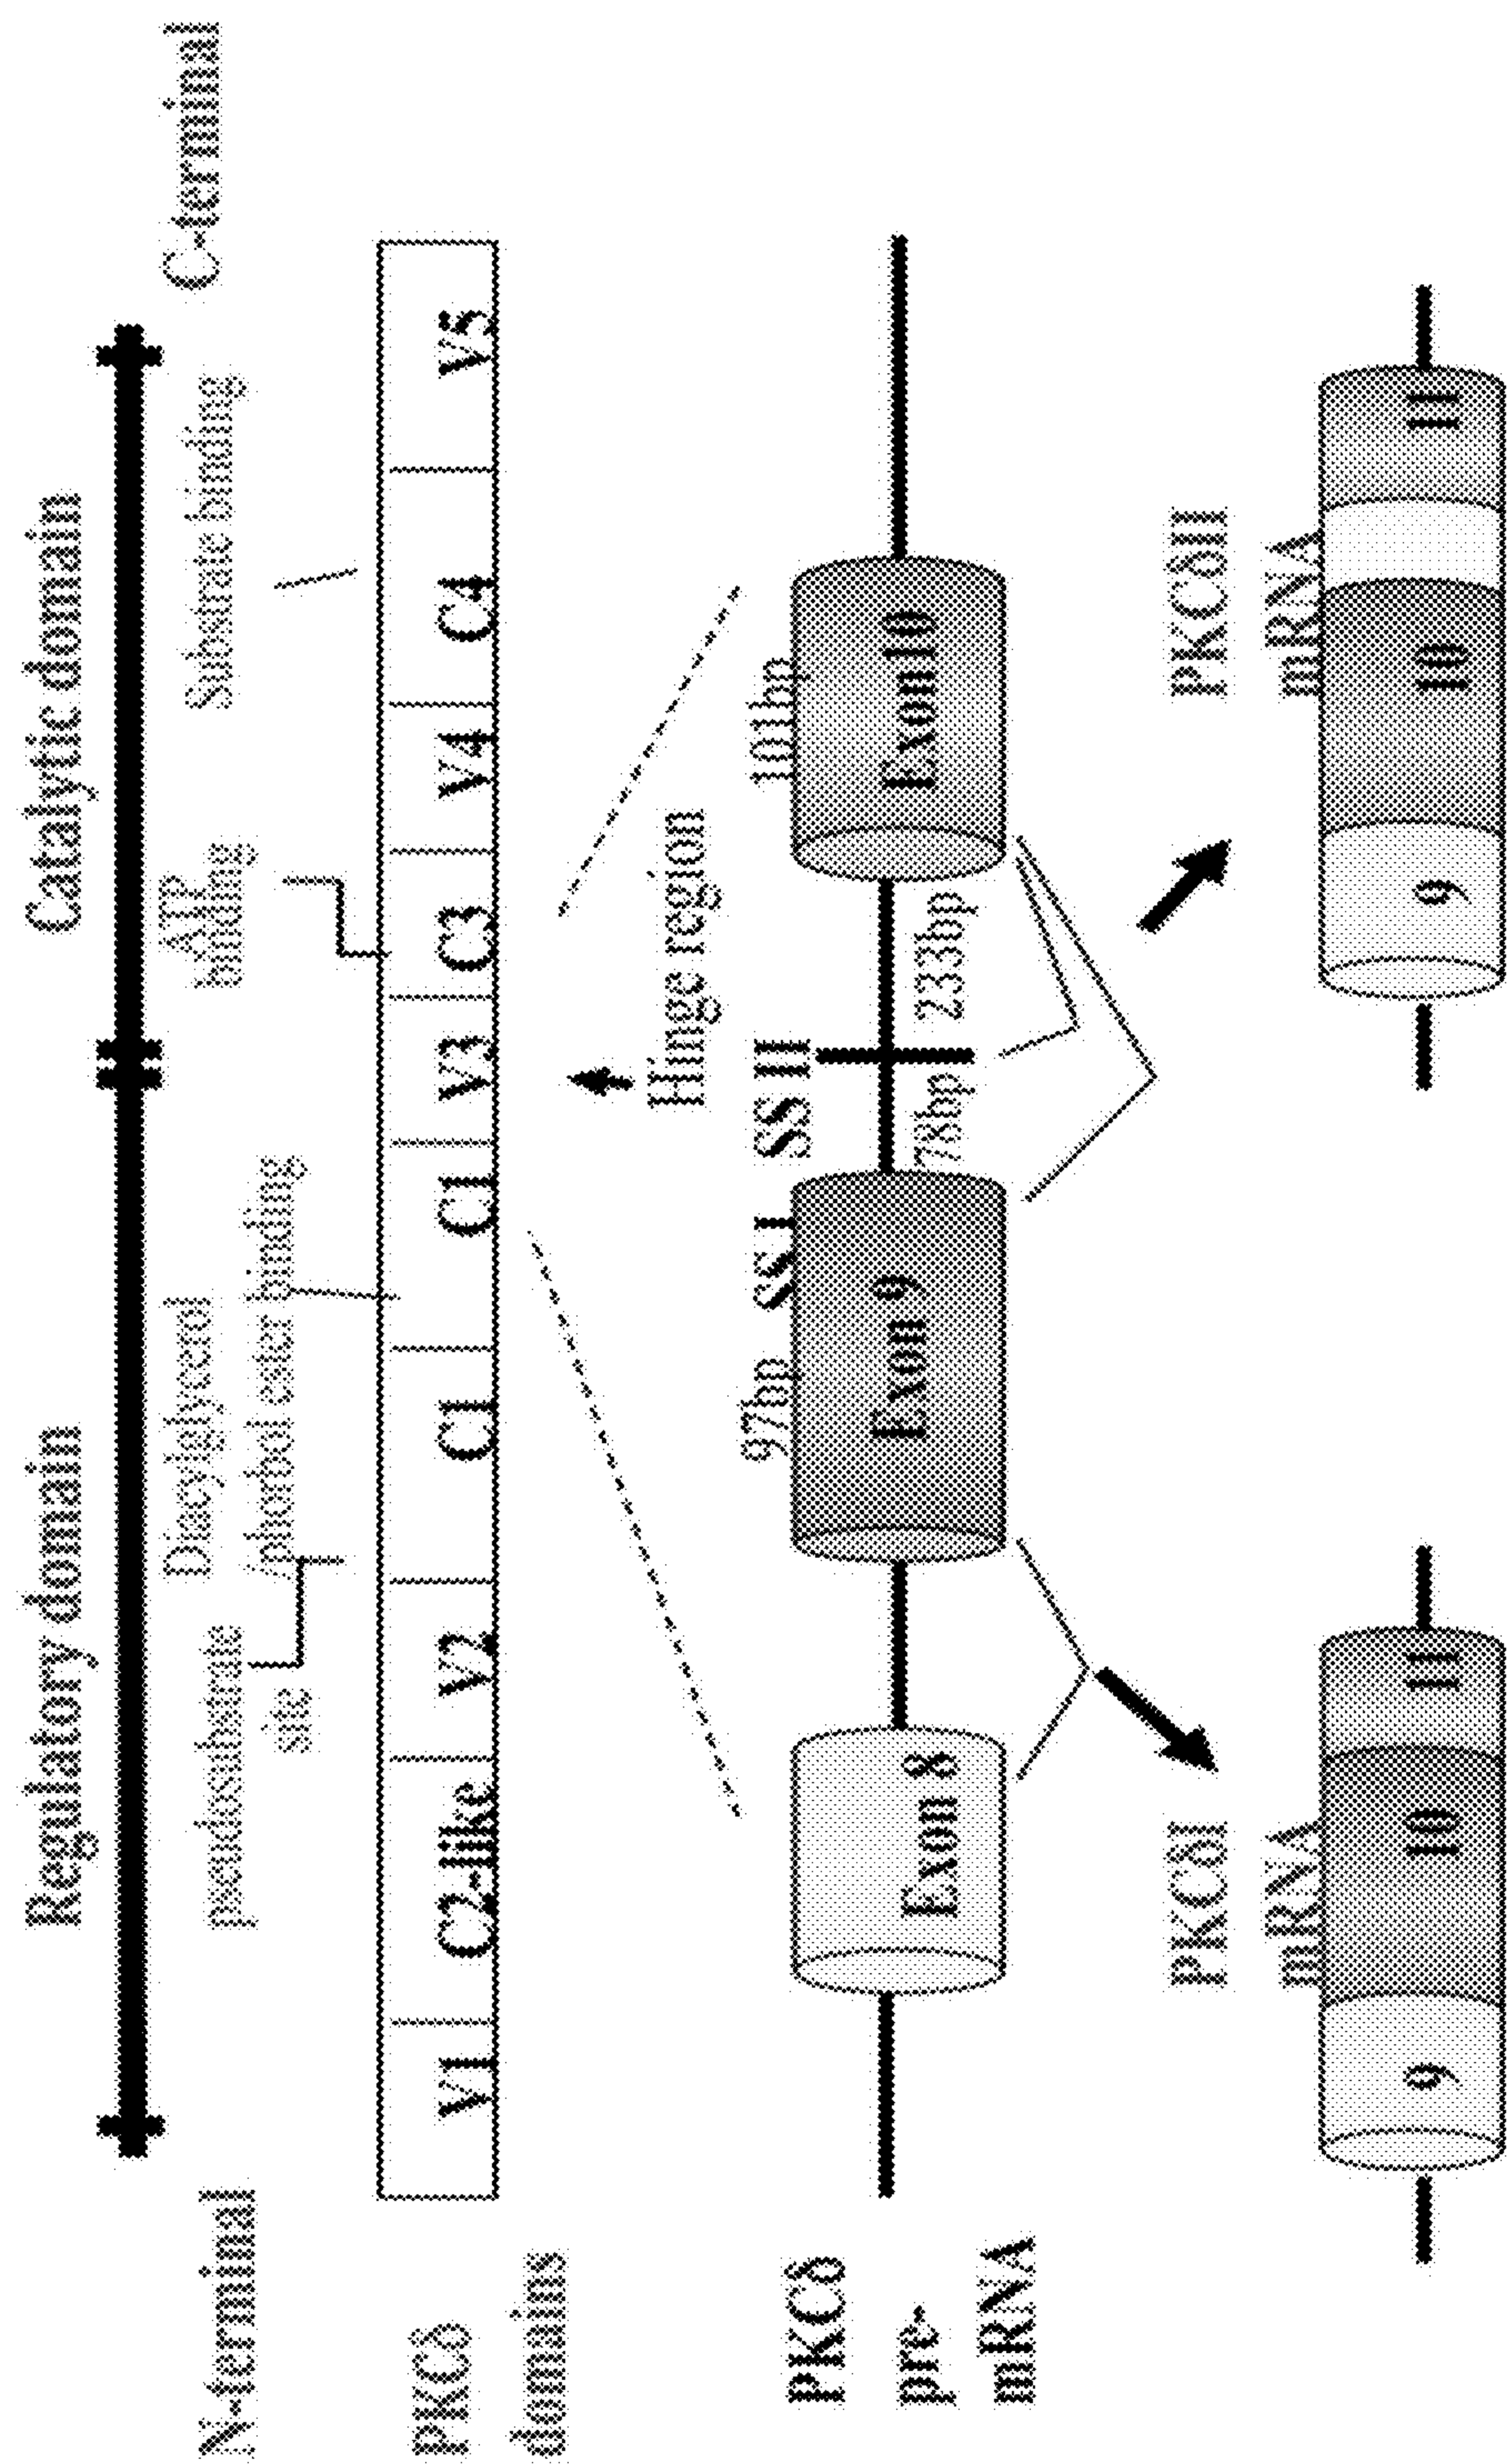 Regulatory domain
Catalytic domain
N-terminal
pseudosubstrate
site
Diacylglycerol
/phorbol ester binding
ATP
binding
Substrate binding
C-terminal
PKCδ
domains
V1
C2-like
V2
C1
C1
V3
C3
V4
C4
V5
Hinge region
PKCδ
pre-
mRNA
97bp
SS I
SS II
101bp
Exon 8
Exon 9
78bp
233bp
Exon10
PKCδI
mRNA
PKCδII
mRNA
9
10
11
9
10
11